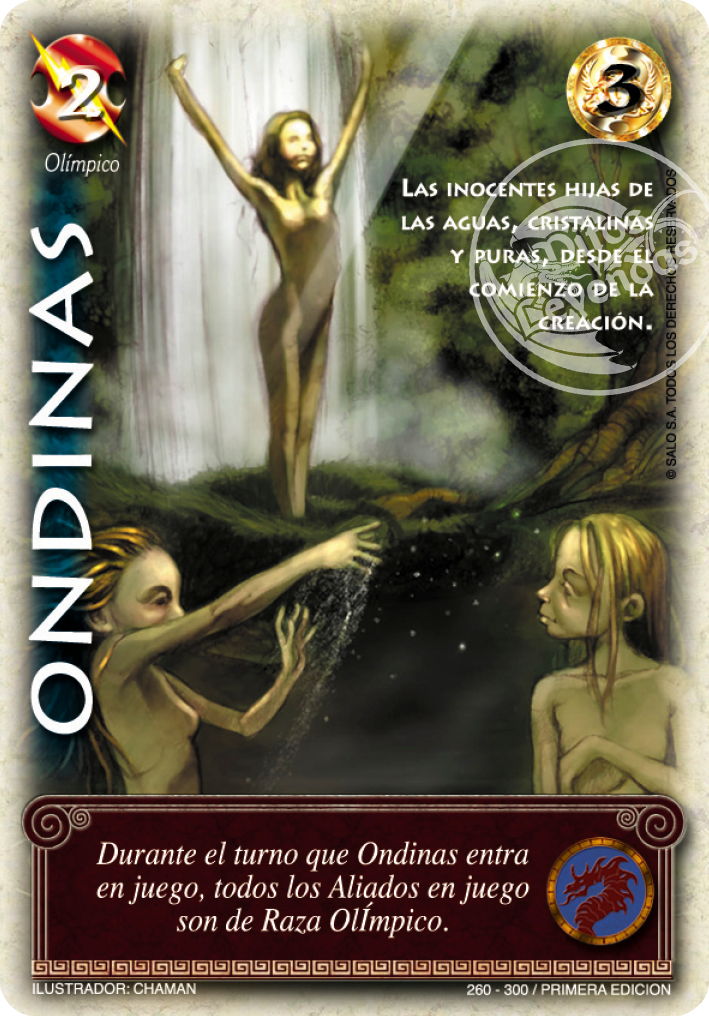 2
3
Olímpico
ONDINAS
LAS INOCENTES HIJAS DE
LAS AGUAS, CRISTALINAS
Y PURAS, DESDE EL
COMIENZO DE LA
CREACIÓN.
Mitos y
Leyendas
© SALO S.A. TODOS LOS DERECHOS RESERVADOS
Durante el turno que Ondinas entra
en juego, todos los Aliados en juego
son de Raza OlÍmpico.
ILUSTRADOR: CHAMAN
260 - 300 / PRIMERA EDICION